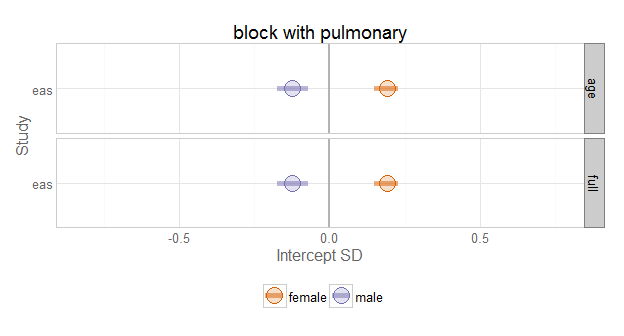 block with pulmonary
Study
eas
age
eas
full
-0.5 0.0 0.5
Intercept SD
female male